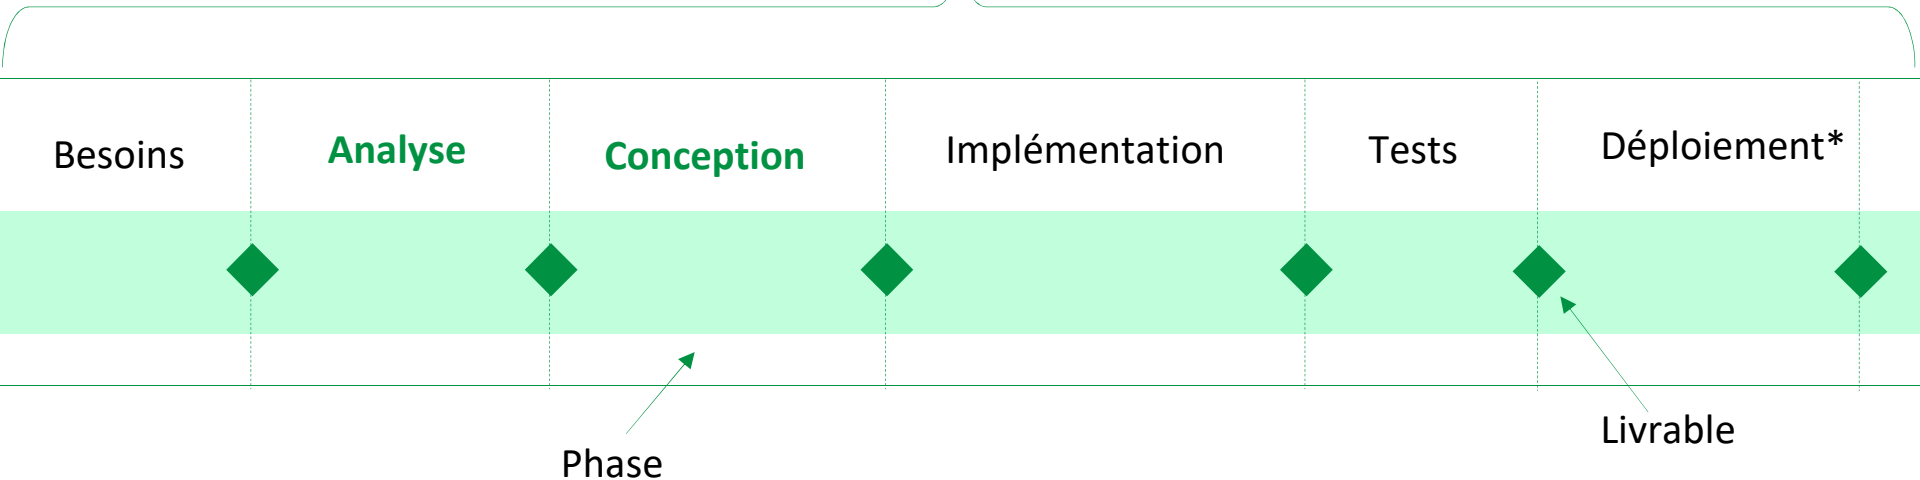 Besoins
Analyse
Conception
Implémentation
Tests
Déploiement*
Livrable
Phase